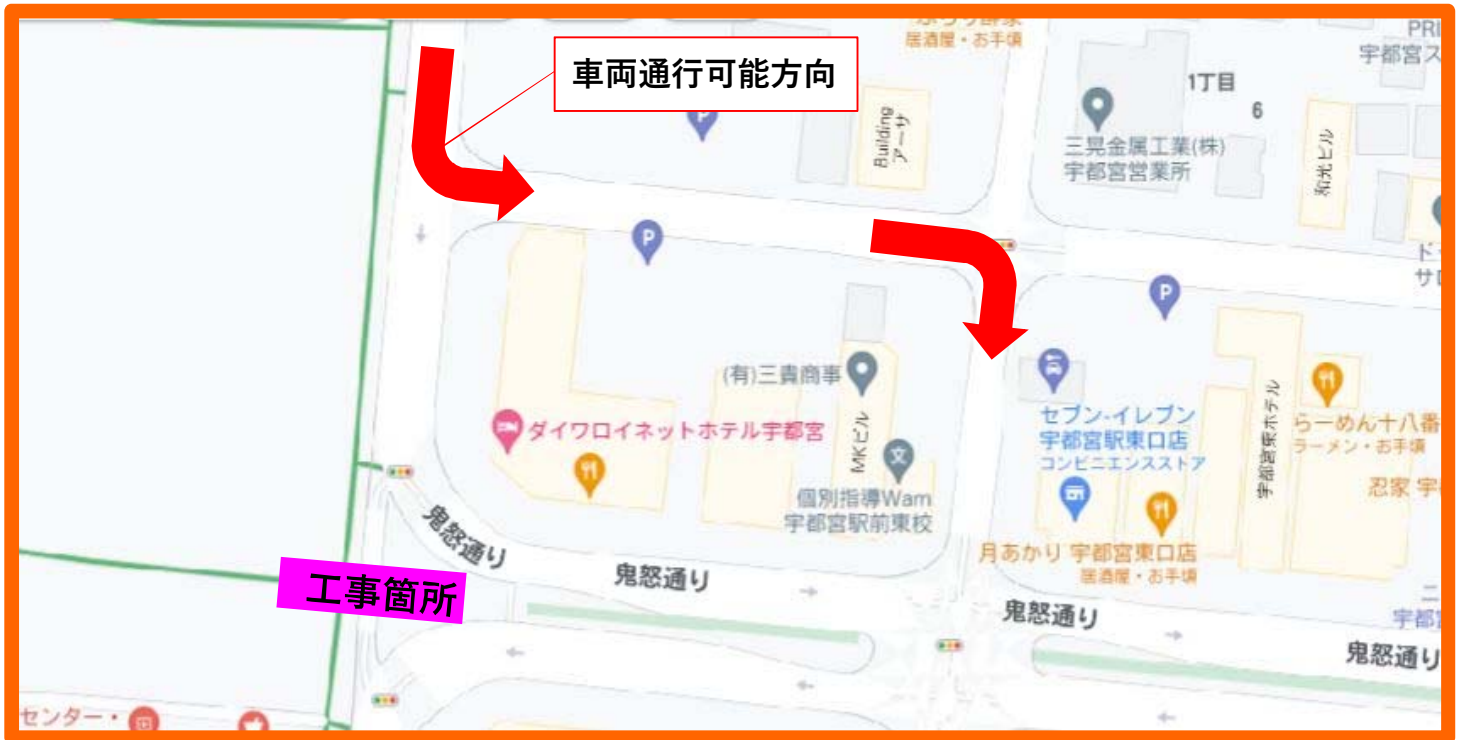 居酒屋・お手頃
車両通行可能方向
PRI
宇都宮ス
1丁目
6
P
Building
アーサ
三晃金属工業(株)
宇都宮営業所
和光ビル
P
P
ド
サ
(有)三貴商事
MKビル
ダイワロイネットホテル宇都宮
文
個別指導Wam
宇都宮駅前東校
セブン-イレブン
宇都宮駅東口店
コンビニエンスストア
宇都宮東ホテル
らーめん十八番
ラーメン・お手頃
忍家 宇
月あかり 宇都宮東口店
居酒屋・お手頃
鬼怒通り
鬼怒通り
鬼怒通り
鬼怒通り
工事箇所
二
宇都
センター・